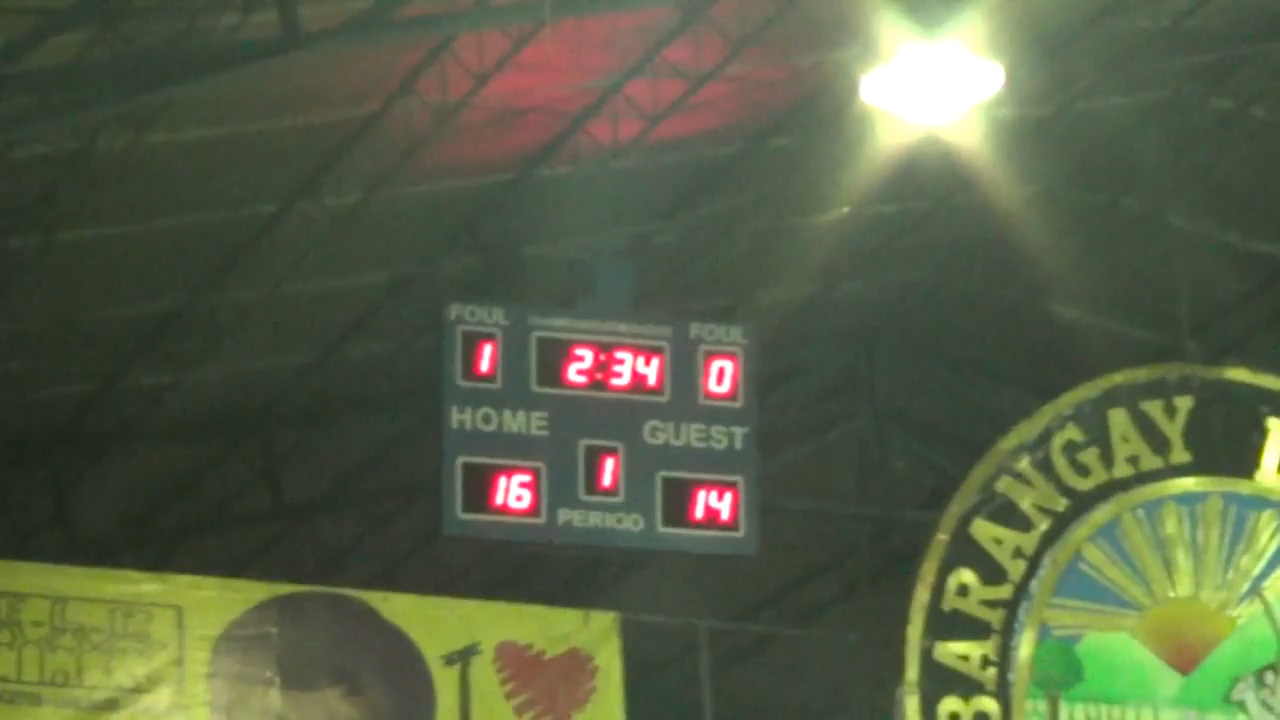 FOUL FOUL
1 2:34 0
HOME GUEST
16 1 14
PERIOD
BARANGAY
I